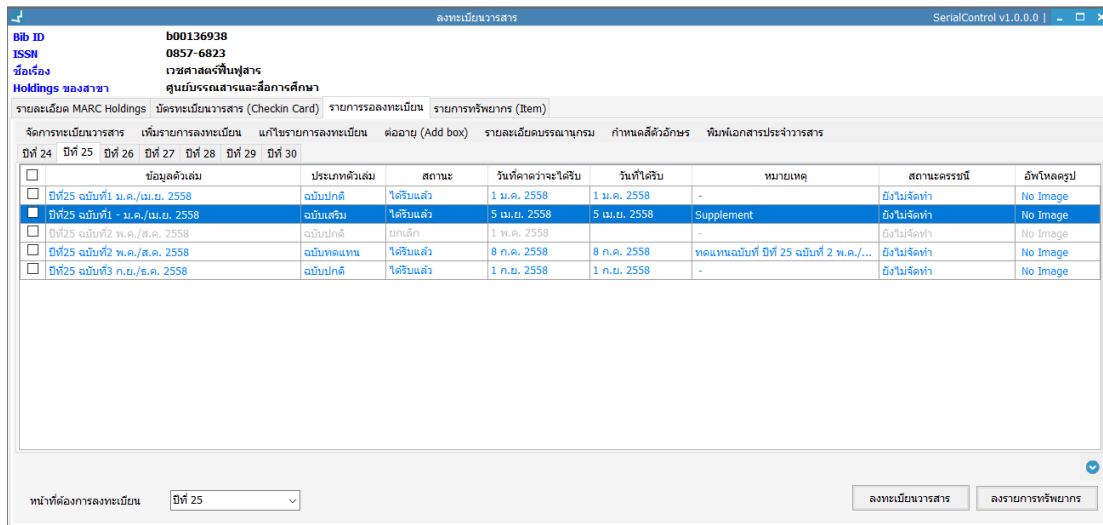 ลงทะเบียนวารสาร SerialControl v1.0.0.0 |
Bib ID b00136938
ISSN 0857-6823
ชื่อเรื่อง เวชศาสตร์ฟื้นฟูสาร
Holdings ของสาขา ศูนย์บรรณสารและสื่อการศึกษา
รายละเอียด MARC Holdings บัตรทะเบียนวารสาร (Checkin Card) รายการรอลงทะเบียน รายการทรัพยากร (Item)
จัดการทะเบียนวารสาร เพิ่มรายการลงทะเบียน แก้ไขรายการลงทะเบียน ต่ออายุ (Add box) รายละเอียดบรรณานุกรม กำหนดสีตัวอักษร พิมพ์เอกสารประจำวารสาร
ปีที่ 24 ปีที่ 25 ปีที่ 26 ปีที่ 27 ปีที่ 28 ปีที่ 29 ปีที่ 30
ข้อมูลตัวเล่ม ประเภทตัวเล่ม สถานะ วันที่คาดว่าจะได้รับ วันที่ได้รับ หมายเหตุ สถานะดรรชนี อัพโหลดรูป
ปีที่25 ฉบับที่1 ม.ค./เม.ย. 2558 ฉบับปกติ ได้รับแล้ว 1 ม.ค. 2558 1 ม.ค. 2558 - ยังไม่จัดทำ No Image
ปีที่25 ฉบับที่1 - ม.ค./เม.ย. 2558 ฉบับเสริม ได้รับแล้ว 5 เม.ย. 2558 5 เม.ย. 2558 Supplement ยังไม่จัดทำ No Image
ปีที่25 ฉบับที่2 พ.ค./ส.ค. 2558 ฉบับปกติ ยกเลิก 1 พ.ค. 2558 - ยังไม่จัดทำ No Image
ปีที่25 ฉบับที่2 พ.ค./ส.ค. 2558 ฉบับทดแทน ได้รับแล้ว 8 ก.ค. 2558 8 ก.ค. 2558 ทดแทนฉบับที่ ปีที่ 25 ฉบับที่ 2 พ.ค./... ยังไม่จัดทำ No Image
ปีที่25 ฉบับที่3 ก.ย./ธ.ค. 2558 ฉบับปกติ ได้รับแล้ว 1 ก.ย. 2558 1 ก.ย. 2558 - ยังไม่จัดทำ No Image
หน้าที่ต้องการลงทะเบียน ปีที่ 25 ลงทะเบียนวารสาร ลงรายการทรัพยากร